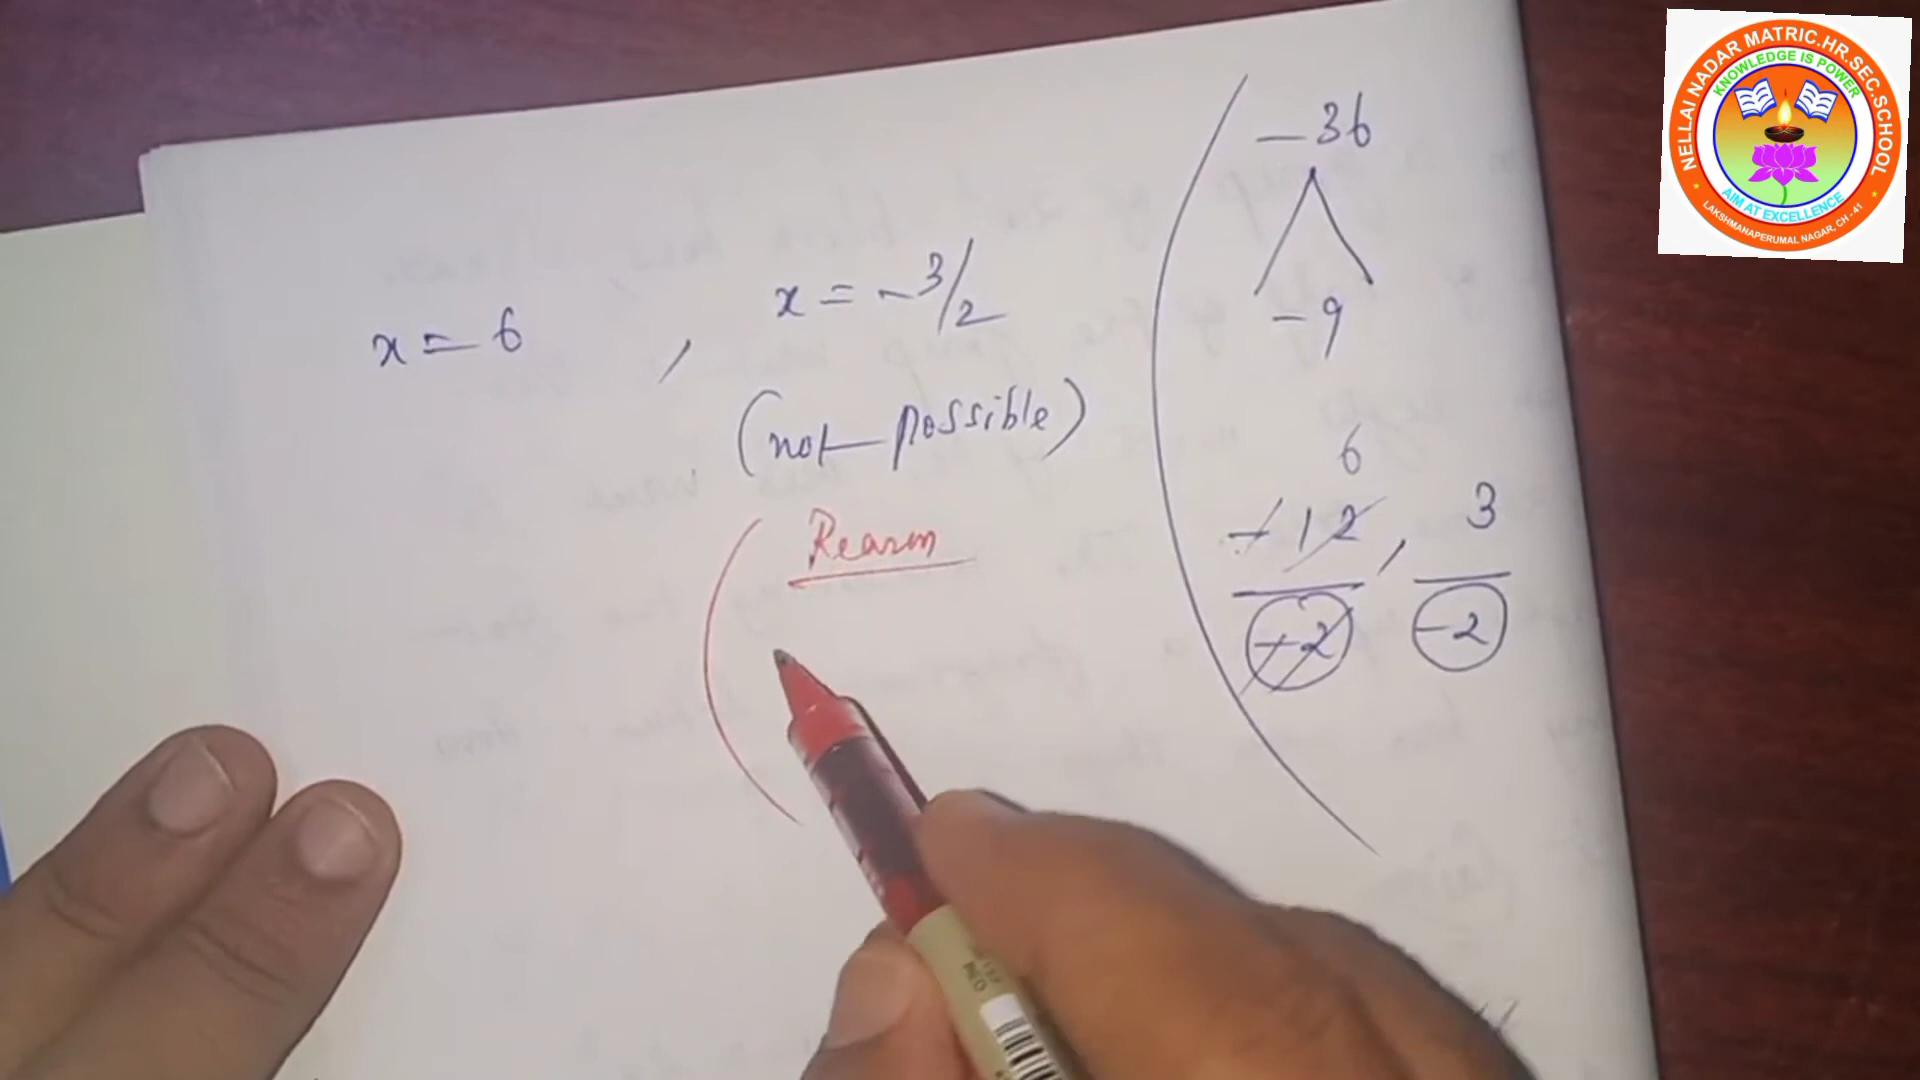 x = 6 , x = -3/2
(not possible)
Reason
-36
-9
6
-12 , 3
-2 -2
NELLAI NADAR MATRIC.HR.SEC.SCHOOL
KNOWLEDGE IS POWER
AIM AT EXCELLENCE
LAKSHMANAPERUMAL NAGAR, CH - 41